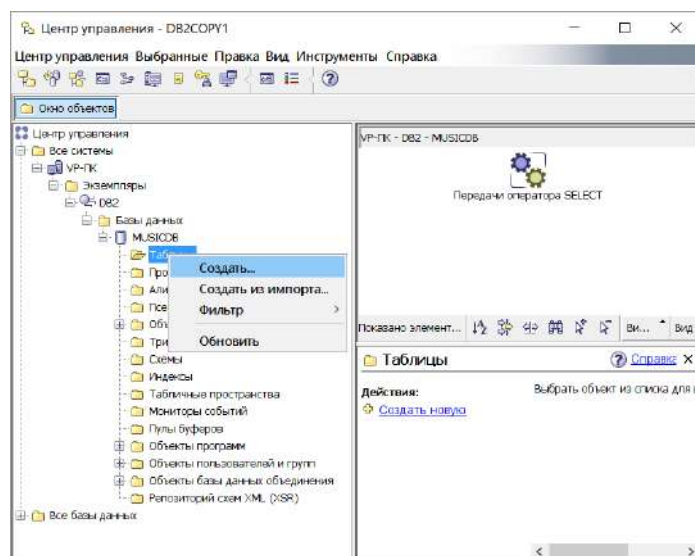 Центр управления - DB2COPY1
Центр управления Выбранные Правка Вид Инструменты Справка
Окно объектов
Центр управления
Все системы
VP-ПК
Экземпляры
DB2
Базы данных
MUSICDB
Создать...
Создать из импорта...
Фильтр
Обновить
Схемы
Индексы
Табличные пространства
Мониторы событий
Пулы буферов
Объекты программ
Объекты пользователей и групп
Объекты базы данных объединения
Репозиторий схем XML (XSR)
Все базы данных
VP-ПК - DB2 - MUSICDB
Передачи оператора SELECT
Показано элемент... Ви... Вид
Таблицы
Справка
Действия:
Создать новую
Выбрать объект из списка для